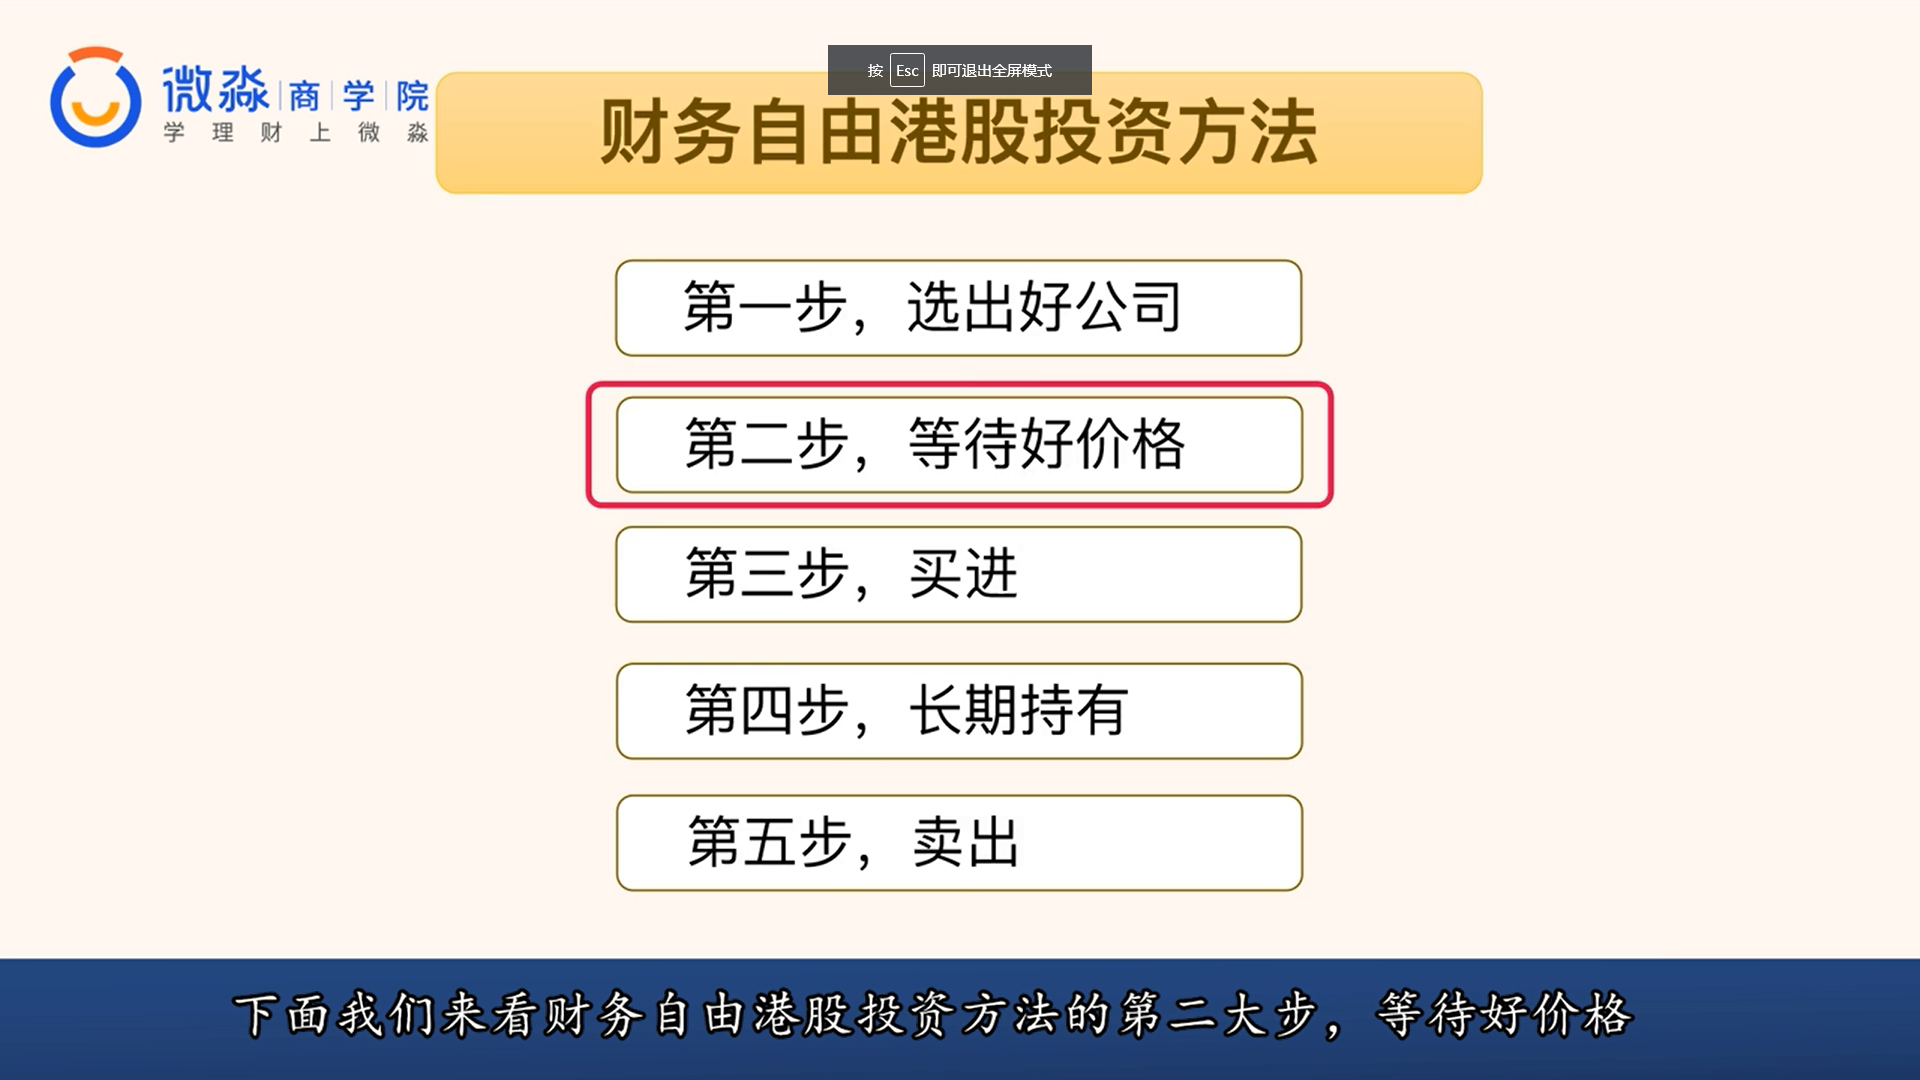 按 Esc 即可退出全屏模式
微淼商学院
学理财上微淼
财务自由港股投资方法
第一步，选出好公司
第二步，等待好价格
第三步，买进
第四步，长期持有
第五步，卖出
下面我们来看财务自由港股投资方法的第二大步，等待好价格